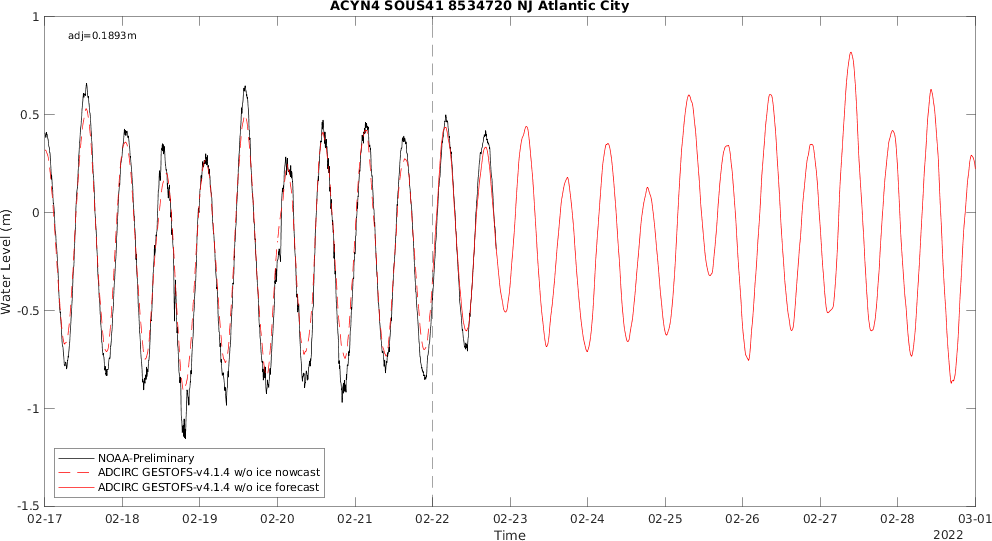 ACYN4 SOUS41 8534720 NJ Atlantic City
adj=0.1893m
Water Level (m)
1
0.5
0
-0.5
-1
-1.5
NOAA-Preliminary
ADCIRC GESTOFS-v4.1.4 w/o ice nowcast
ADCIRC GESTOFS-v4.1.4 w/o ice forecast
02-17 02-18 02-19 02-20 02-21 02-22 02-23 02-24 02-25 02-26 02-27 02-28 03-01
Time
2022